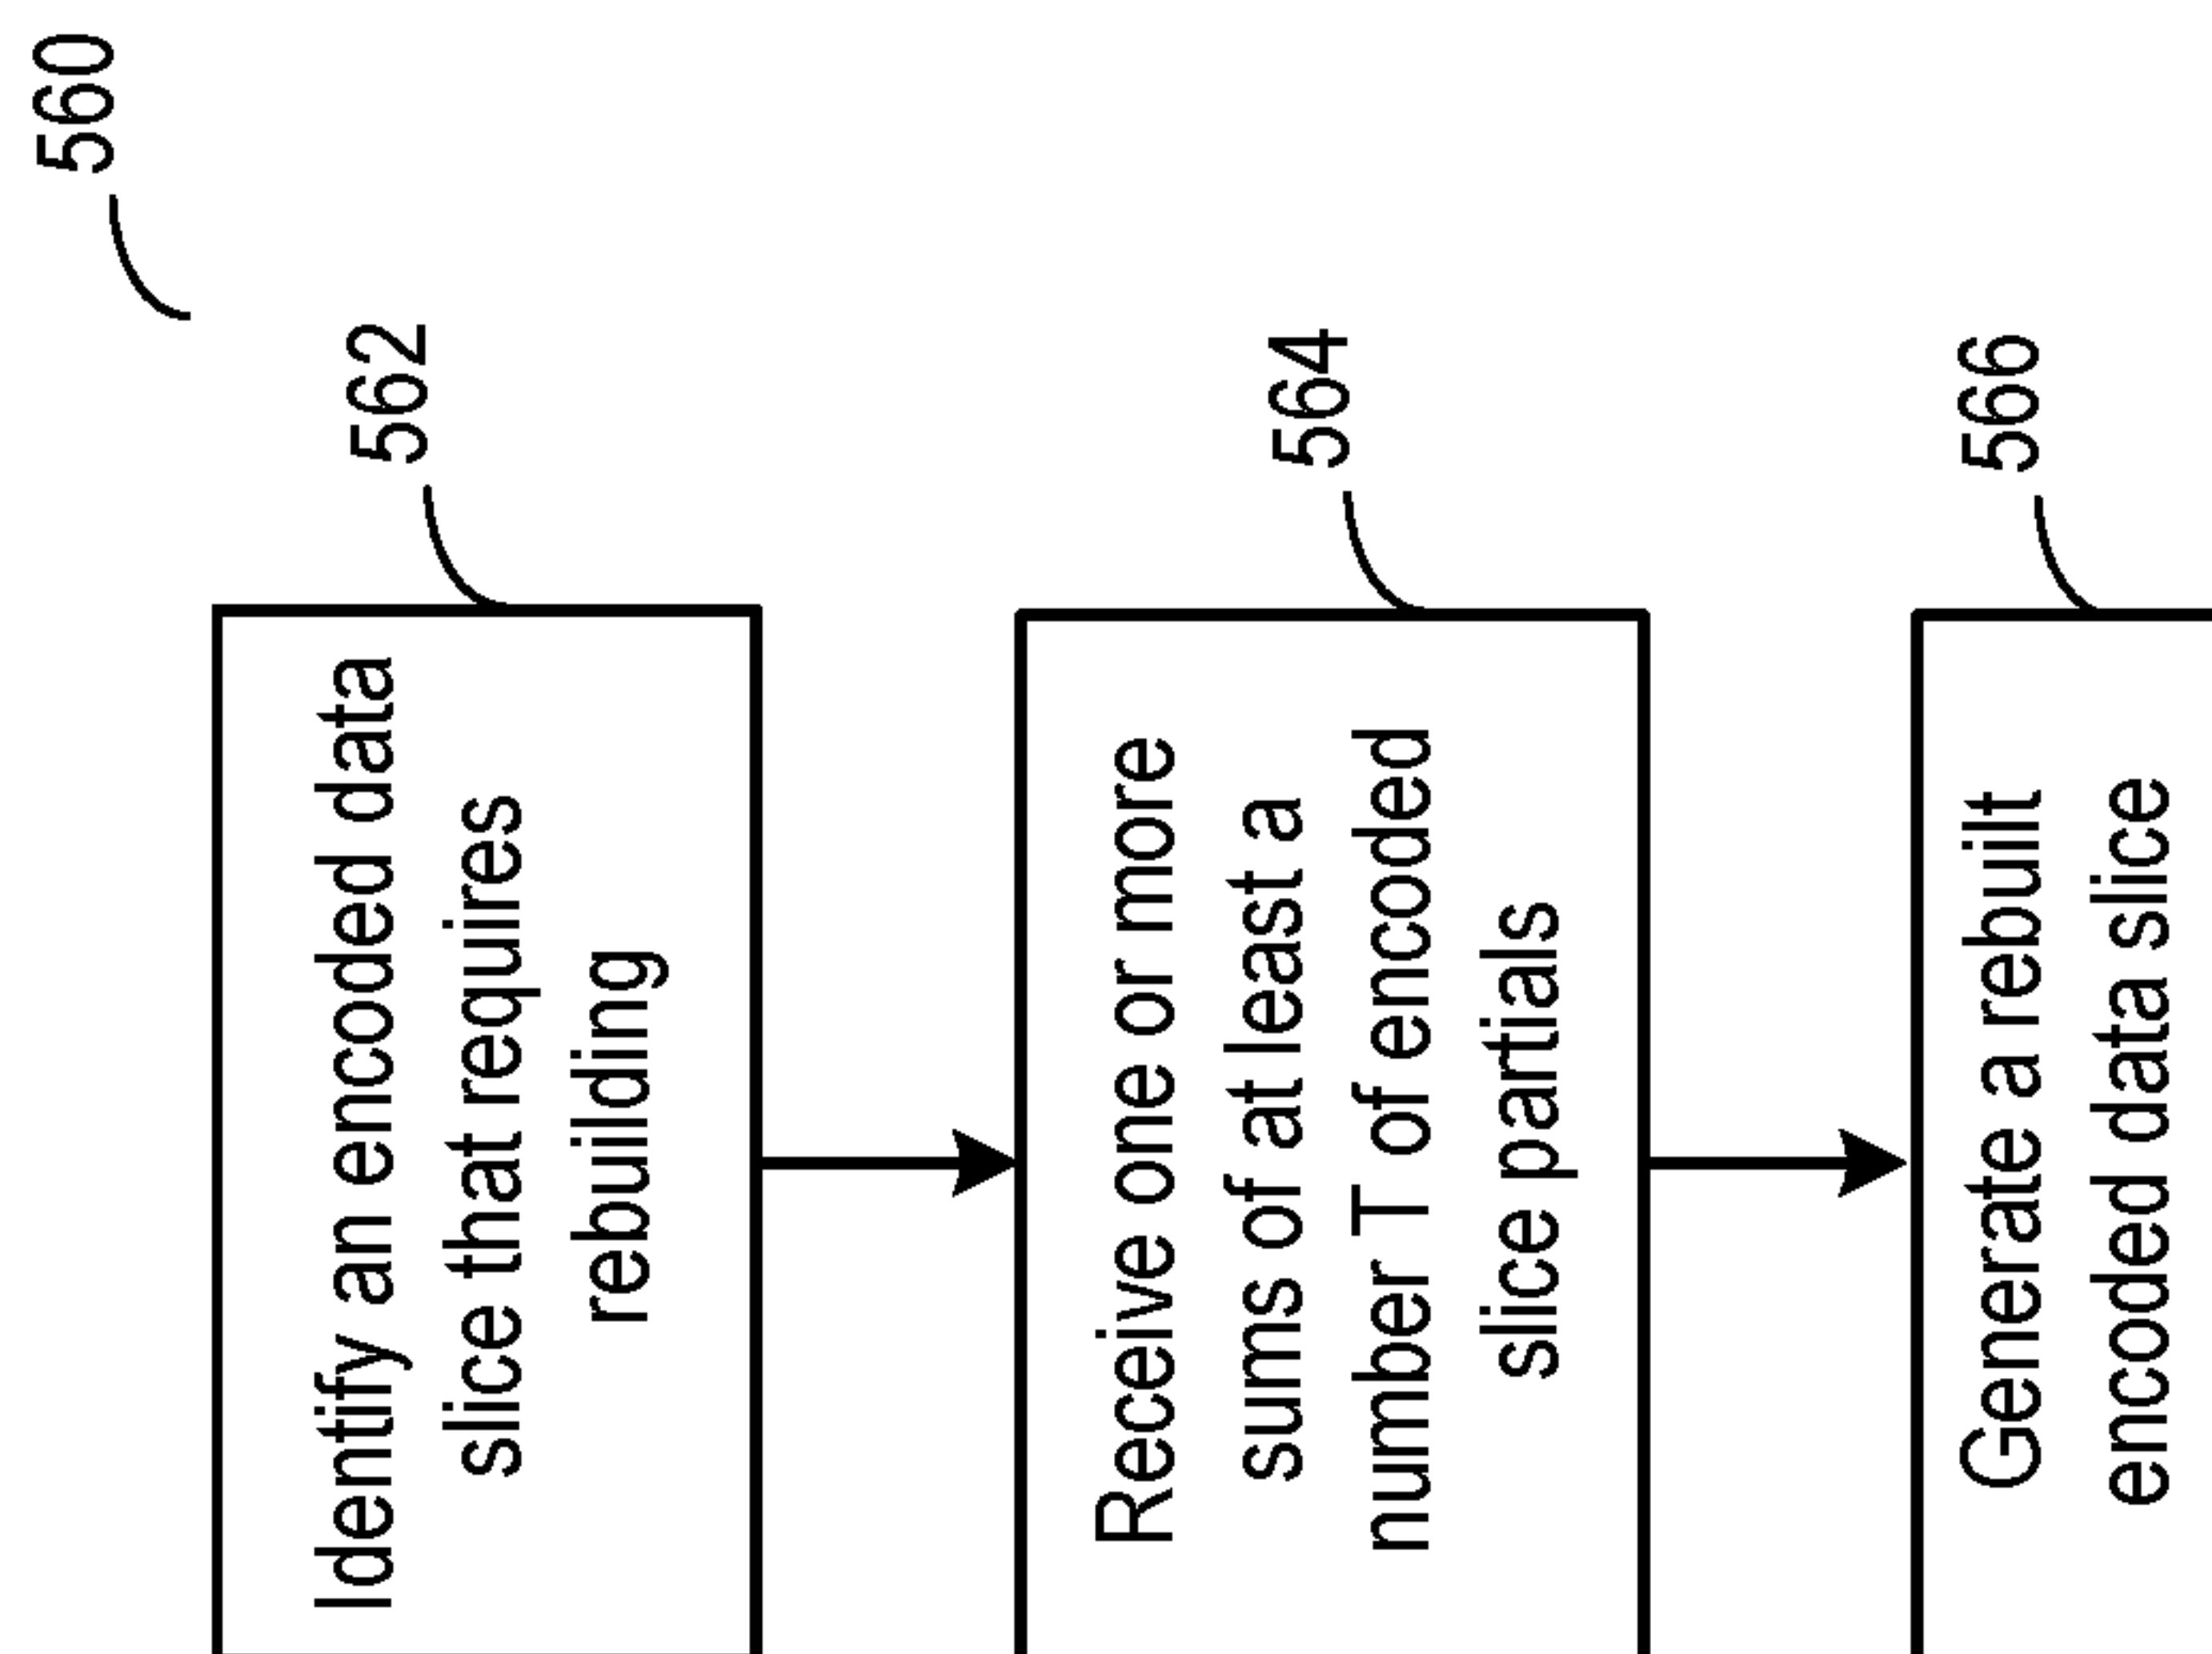 560
562
Identify an encoded data
slice that requires
rebuilding
564
Receive one or more
sums of at least a
number T of encoded
slice partials
566
Generate a rebuilt
encoded data slice